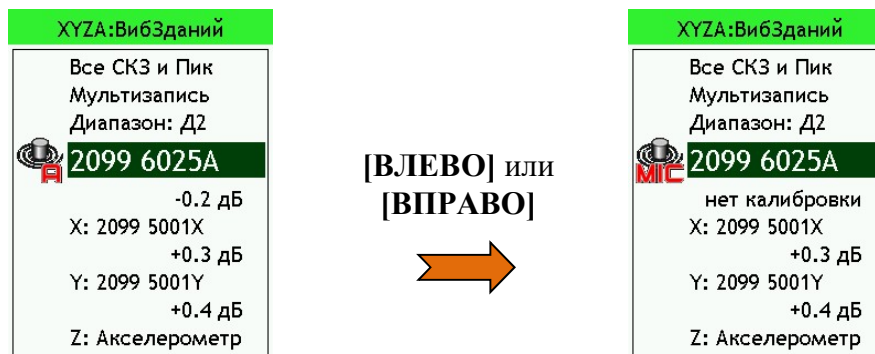 XYZA:ВибЗданий
Все СКЗ и Пик
Мультизапись
Диапазон: Д2
A
2099 6025A
-0.2 дБ
X: 2099 5001X
+0.3 дБ
Y: 2099 5001Y
+0.4 дБ
Z: Акселерометр
[ВЛЕВО] или
[ВПРАВО]
XYZA:ВибЗданий
Все СКЗ и Пик
Мультизапись
Диапазон: Д2
MIC
2099 6025A
нет калибровки
X: 2099 5001X
+0.3 дБ
Y: 2099 5001Y
+0.4 дБ
Z: Акселерометр